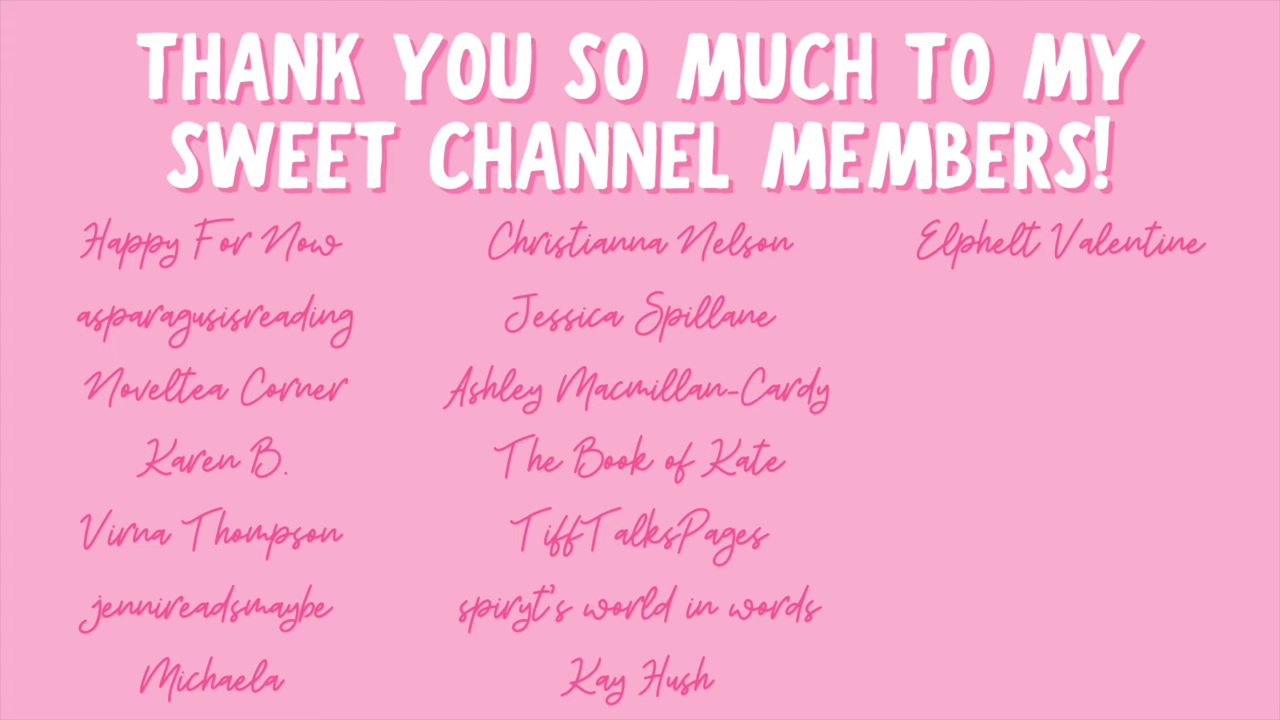 THANK YOU SO MUCH TO MY
SWEET CHANNEL MEMBERS!
Happy For Now
asparagusisreading
Noveltea Corner
Karen B.
Virna Thompson
jennireadsmaybe
Michaela
Christianna Nelson
Jessica Spillane
Ashley Macmillan-Cardy
The Book of Kate
TiffTalksPages
spiryt's world in words
Kay Hush
Elphelt Valentine